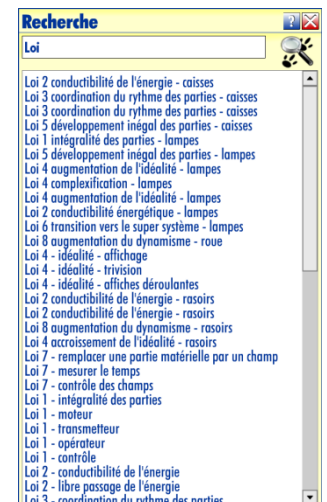 Recherche
Loi
Loi 2 conductibilité de l'énergie - caisses
Loi 3 coordination du rythme des parties - caisses
Loi 3 coordination du rythme des parties - caisses
Loi 5 développement inégal des parties - caisses
Loi 1 intégralité des parties - lampes
Loi 5 développement inégal des parties - lampes
Loi 4 augmentation de l'idéalité - lampes
Loi 4 complexification - lampes
Loi 4 augmentation de l'idéalité - lampes
Loi 2 conductibilité énergétique - lampes
Loi 6 transition vers le super système - lampes
Loi 8 augmentation du dynamisme - roue
Loi 4 - idéalité - affichage
Loi 4 - idéalité - trivision
Loi 4 - idéalité - affiches déroulantes
Loi 2 conductibilité de l'énergie - rasoirs
Loi 2 conductibilité de l'énergie - rasoirs
Loi 8 augmentation du dynamisme - rasoirs
Loi 4 accroissement de l'idéalité - rasoirs
Loi 7 - remplacer une partie matérielle par un champ
Loi 7 - mesurer le temps
Loi 7 - contrôle des champs
Loi 1 - intégralité des parties
Loi 1 - moteur
Loi 1 - transmetteur
Loi 1 - opérateur
Loi 1 - contrôle
Loi 2 - conductibilité de l'énergie
Loi 2 - libre passage de l'énergie
Loi 3 - coordination du rythme des parties